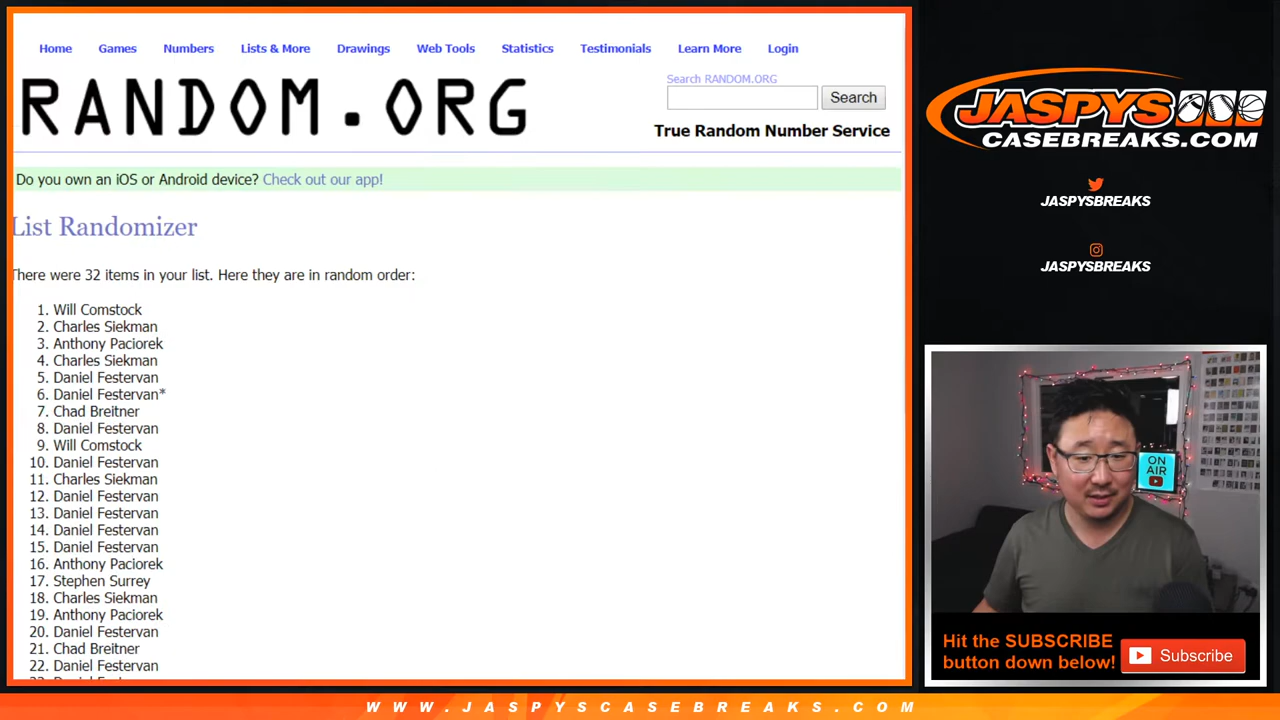 Home Games Numbers Lists & More Drawings Web Tools Statistics Testimonials Learn More Login
RANDOM.ORG
Search RANDOM.ORG
Search
True Random Number Service
Do you own an iOS or Android device? Check out our app!
List Randomizer
There were 32 items in your list. Here they are in random order:
1. Will Comstock
2. Charles Siekman
3. Anthony Paciorek
4. Charles Siekman
5. Daniel Festervan
6. Daniel Festervan*
7. Chad Breitner
8. Daniel Festervan
9. Will Comstock
10. Daniel Festervan
11. Charles Siekman
12. Daniel Festervan
13. Daniel Festervan
14. Daniel Festervan
15. Daniel Festervan
16. Anthony Paciorek
17. Stephen Surrey
18. Charles Siekman
19. Anthony Paciorek
20. Daniel Festervan
21. Chad Breitner
22. Daniel Festervan
JASPYS
CASEBREAKS.COM
JASPYSBREAKS
JASPYSBREAKS
ON
AIR
Hit the SUBSCRIBE
button down below!
Subscribe
WWW.JASPYSCASEBREAKS.COM